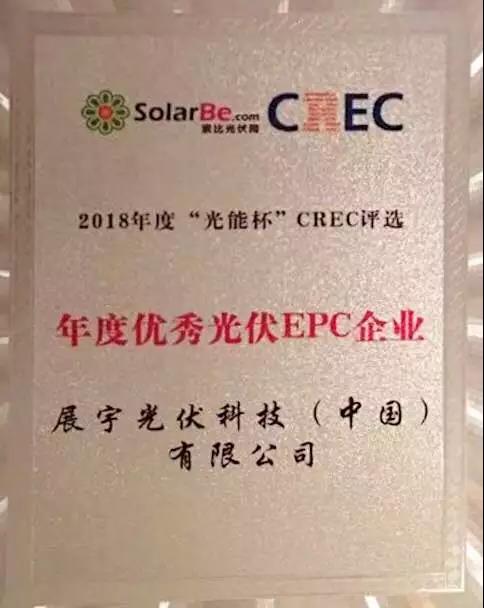 SolarBe.com CREC
索比光伏网
2018年度“光能杯”CREC评选
年度优秀光伏EPC企业
展宇光伏科技（中国）
有限公司